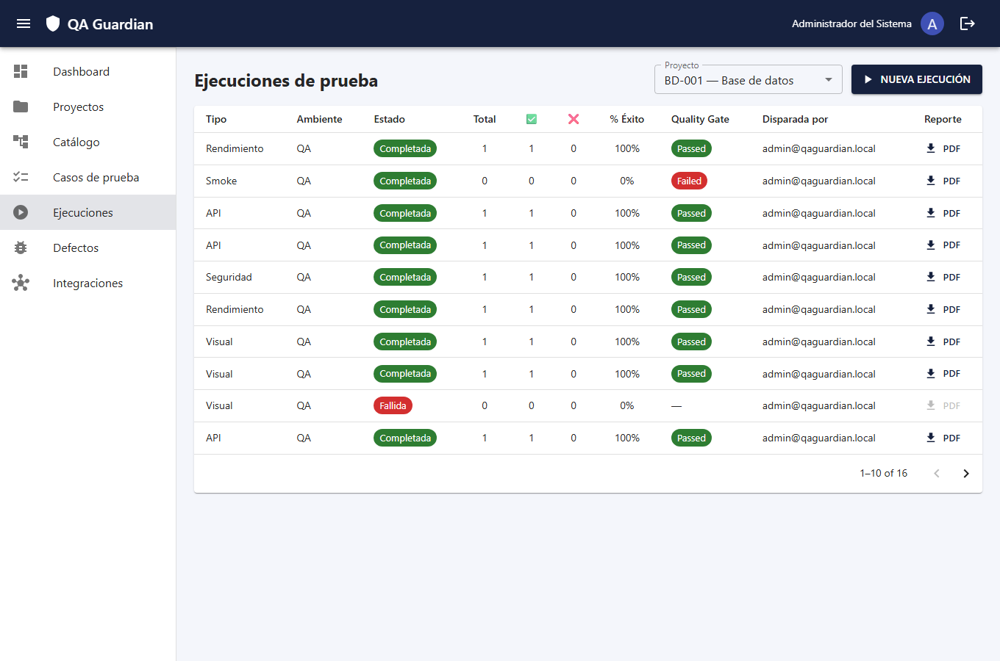 QA Guardian
Administrador del Sistema
A
Dashboard
Proyectos
Catálogo
Casos de prueba
Ejecuciones
Defectos
Integraciones
Ejecuciones de prueba
Proyecto
BD-001 — Base de datos
NUEVA EJECUCIÓN
Tipo Ambiente Estado Total ✅ ❌ % Éxito Quality Gate Disparada por Reporte
Rendimiento QA Completada 1 1 0 100% Passed admin@qaguardian.local PDF
Smoke QA Completada 0 0 0 0% Failed admin@qaguardian.local PDF
API QA Completada 1 1 0 100% Passed admin@qaguardian.local PDF
API QA Completada 1 1 0 100% Passed admin@qaguardian.local PDF
Seguridad QA Completada 1 1 0 100% Passed admin@qaguardian.local PDF
Rendimiento QA Completada 1 1 0 100% Passed admin@qaguardian.local PDF
Visual QA Completada 1 1 0 100% Passed admin@qaguardian.local PDF
Visual QA Completada 1 1 0 100% Passed admin@qaguardian.local PDF
Visual QA Fallida 0 0 0 0% — admin@qaguardian.local PDF
API QA Completada 1 1 0 100% Passed admin@qaguardian.local PDF
1–10 of 16